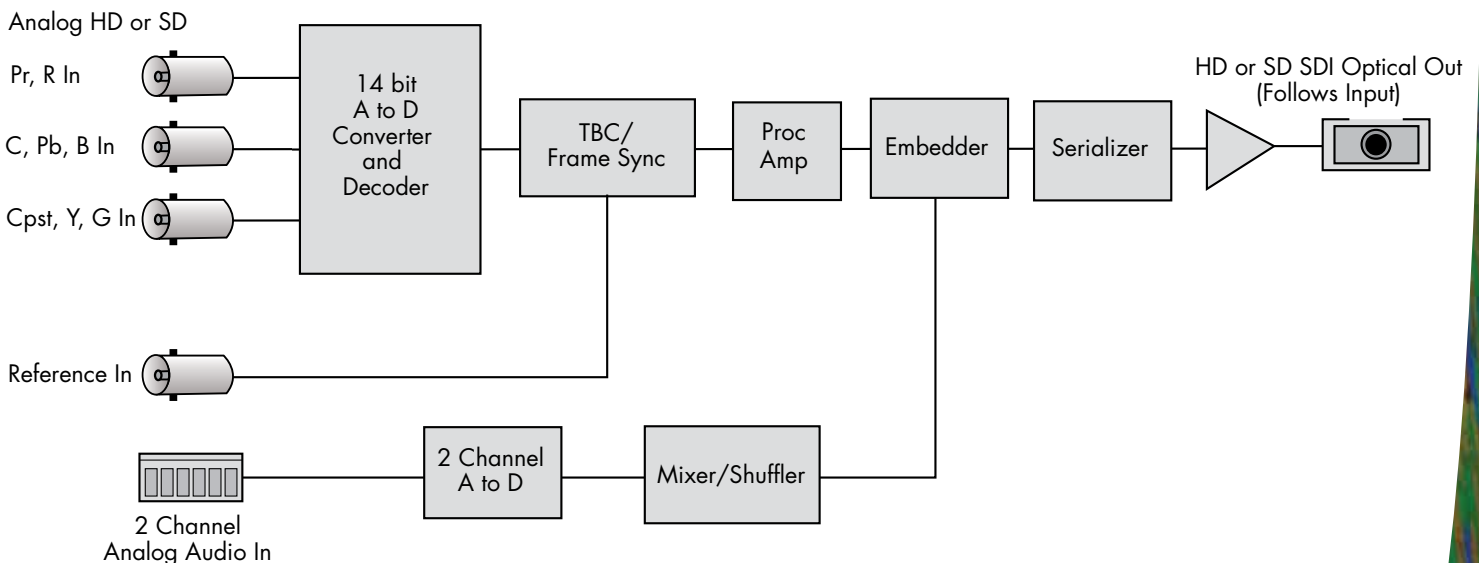 Analog HD or SD
Pr, R In
C, Pb, B In
Cpst, Y, G In
14 bit
A to D
Converter
and
Decoder
TBC/
Frame Sync
Proc
Amp
Embedder
Serializer
HD or SD SDI Optical Out
(Follows Input)
Reference In
2 Channel
Analog Audio In
2 Channel
A to D
Mixer/Shuffler